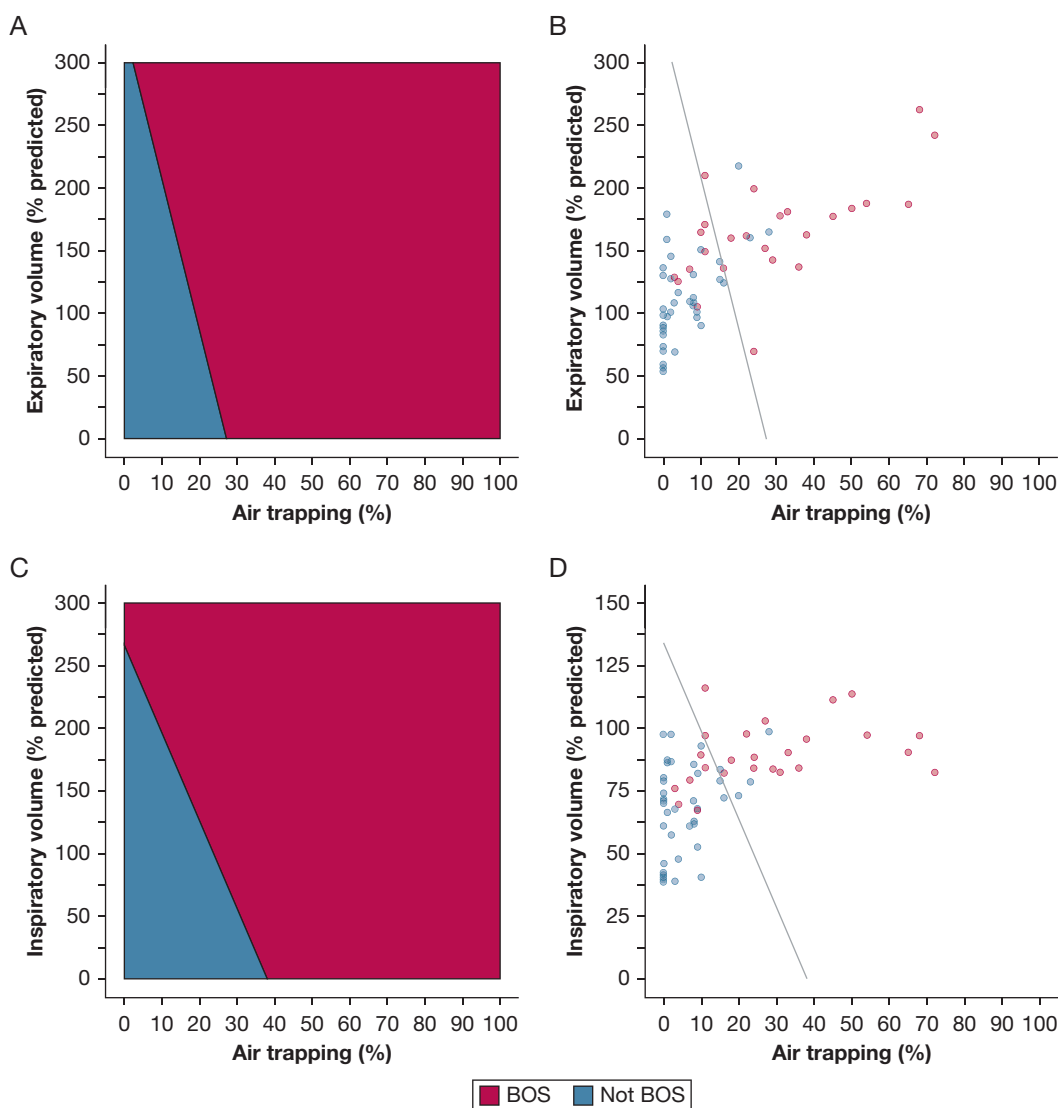 A
Expiratory volume (% predicted)
300
250
200
150
100
50
0
0 10 20 30 40 50 60 70 80 90 100
Air trapping (%)
B
Expiratory volume (% predicted)
300
250
200
150
100
50
0
0 10 20 30 40 50 60 70 80 90 100
Air trapping (%)
C
Inspiratory volume (% predicted)
300
250
200
150
100
50
0
0 10 20 30 40 50 60 70 80 90 100
Air trapping (%)
D
Inspiratory volume (% predicted)
150
125
100
75
50
25
0
0 10 20 30 40 50 60 70 80 90 100
Air trapping (%)
BOS Not BOS